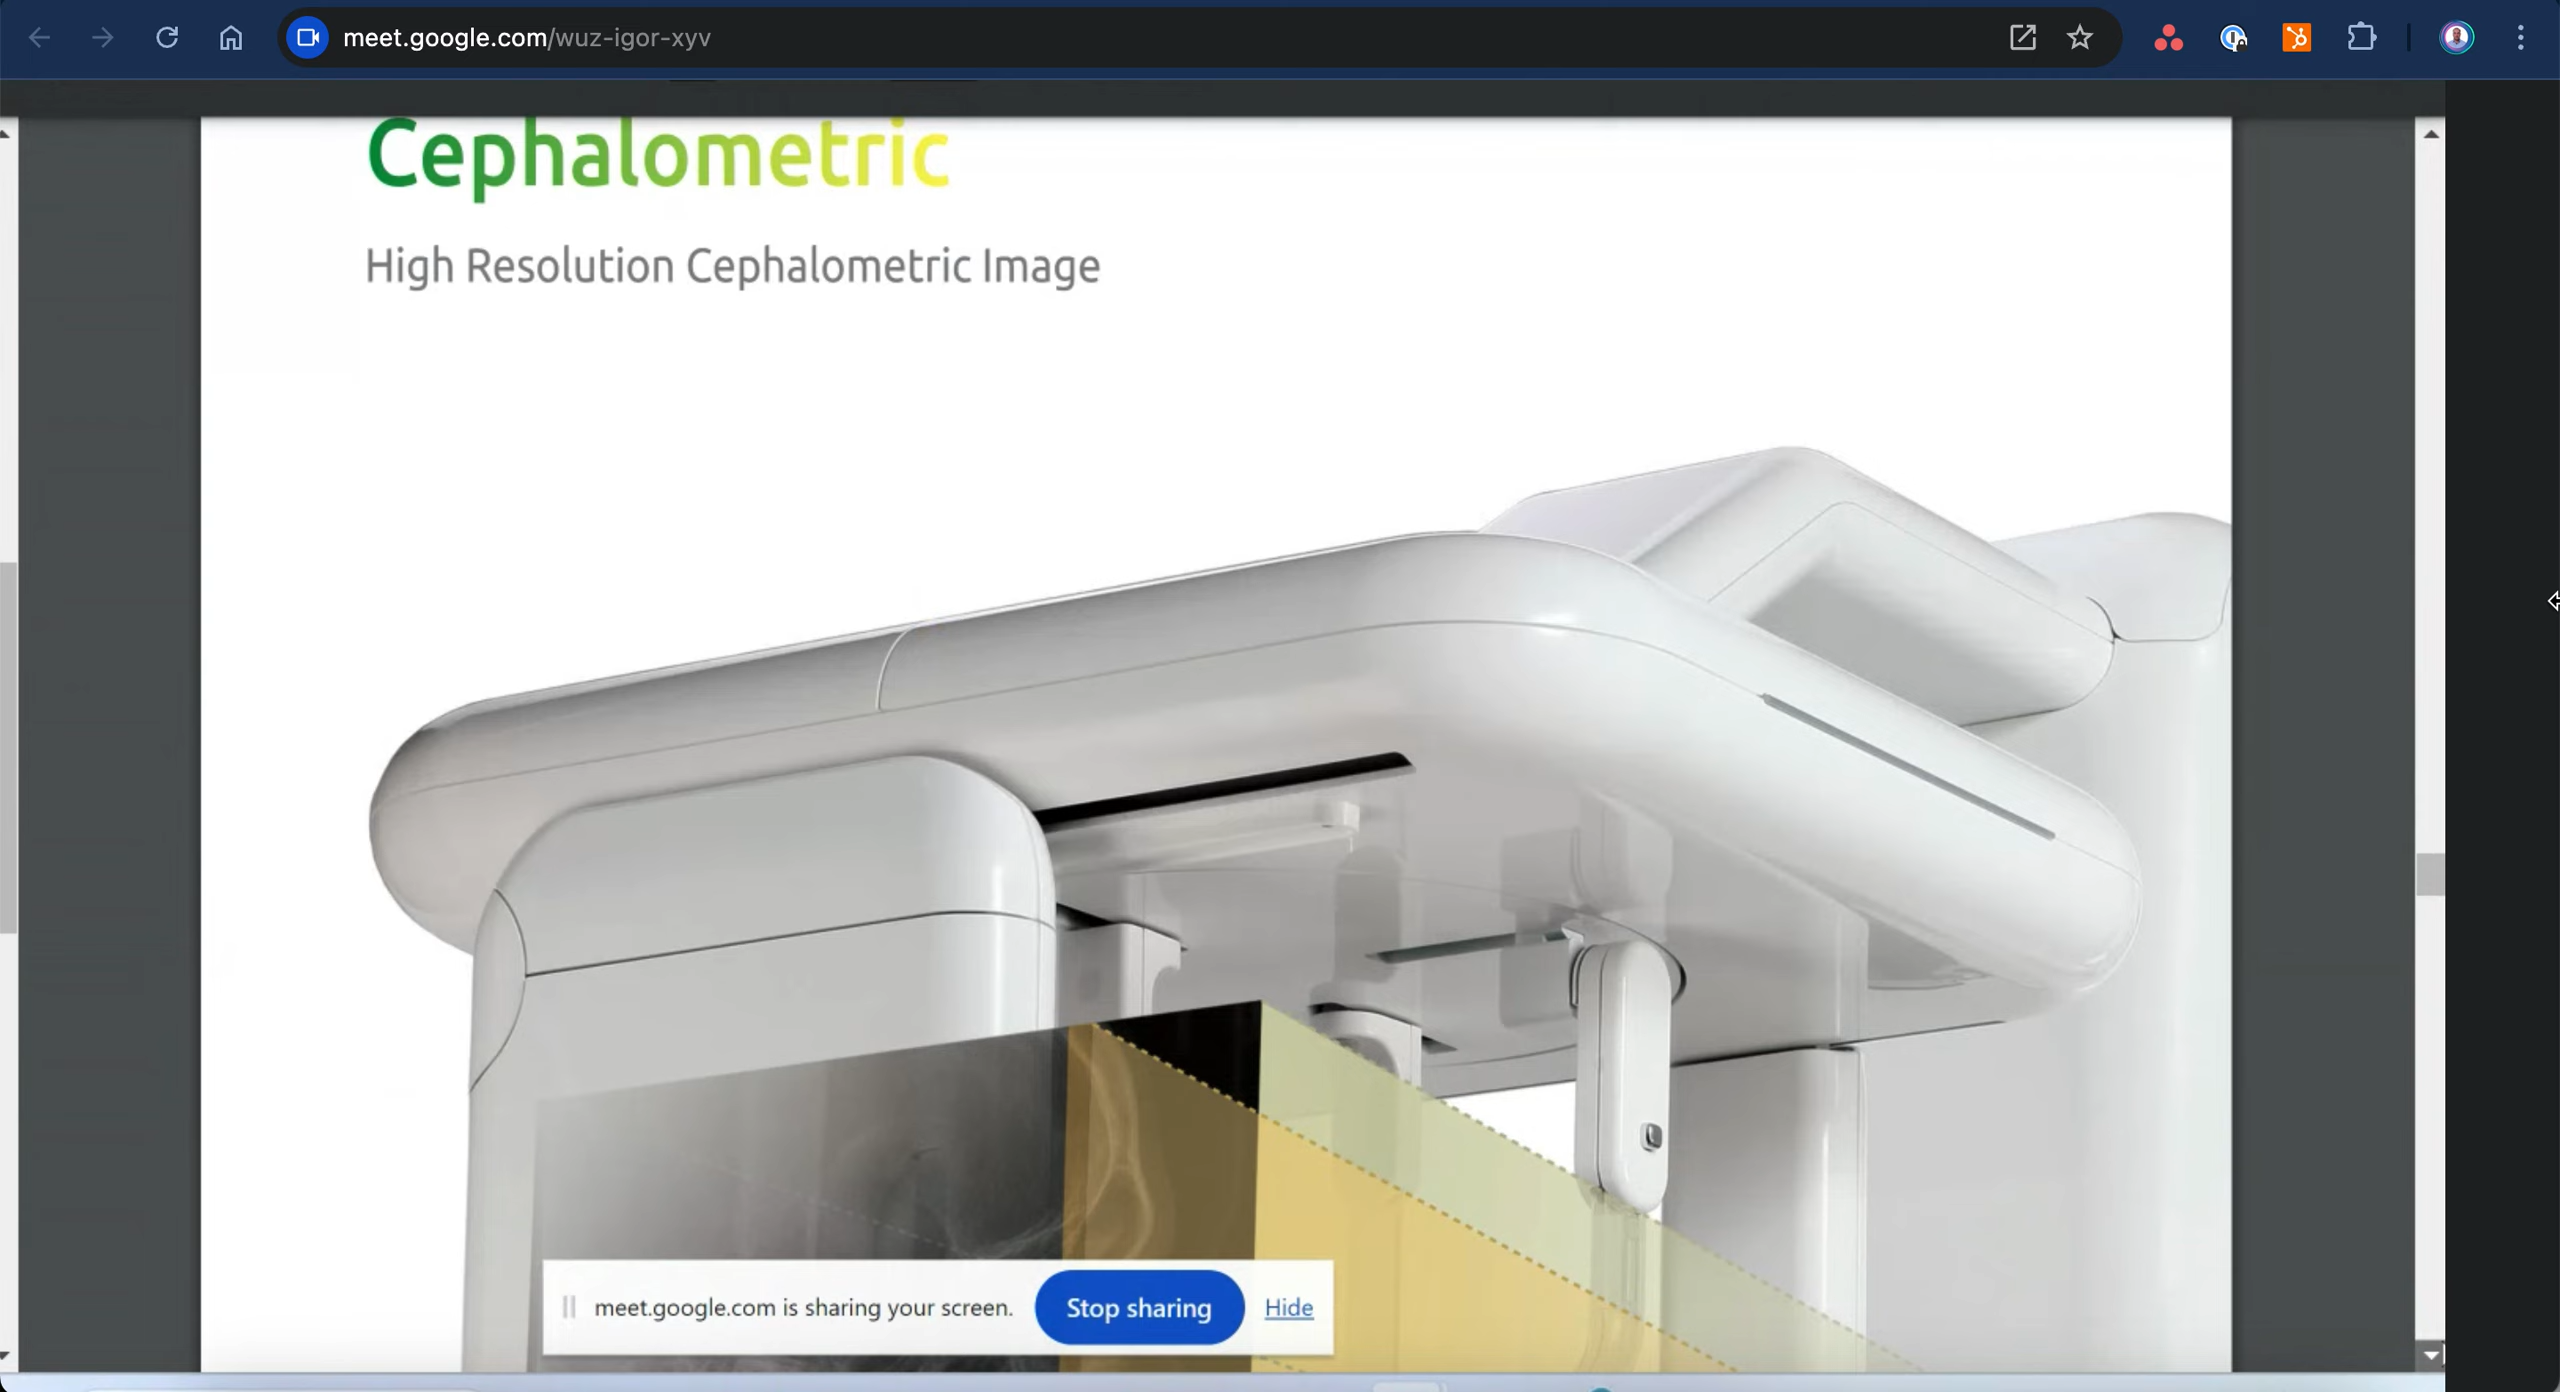 meet.google.com/wuz-igor-xyv
Cephalometric
High Resolution Cephalometric Image
meet.google.com is sharing your screen.
Stop sharing
Hide